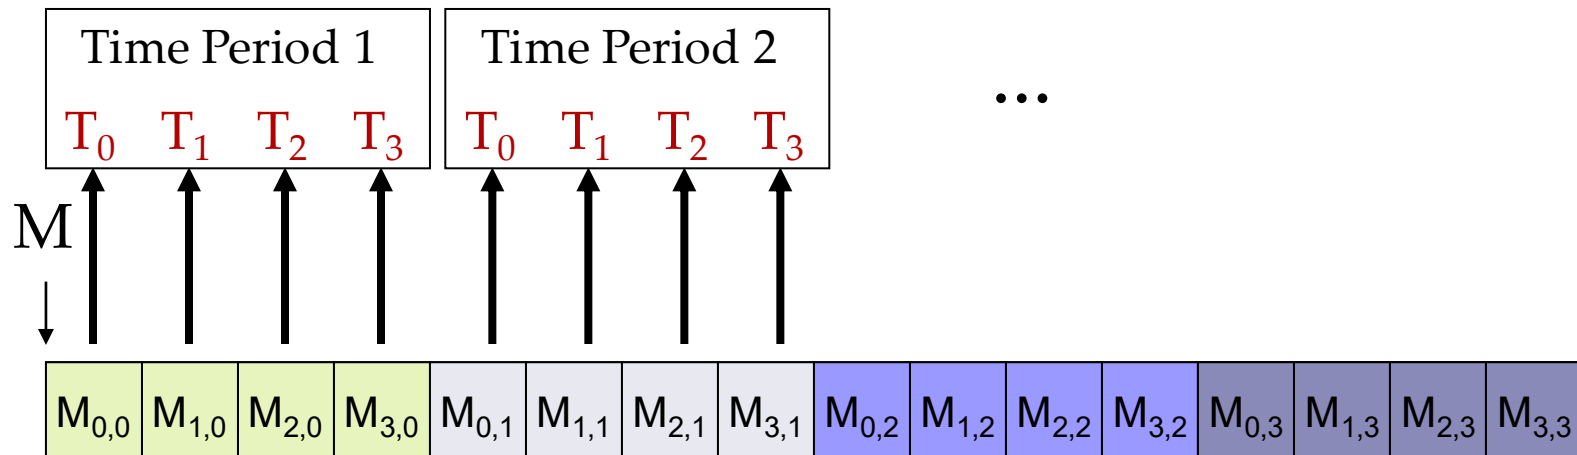 Time Period 1 Time Period 2
...
T₀ T₁ T₂ T₃ T₀ T₁ T₂ T₃
M
M₀,₀ M₁,₀ M₂,₀ M₃,₀ M₀,₁ M₁,₁ M₂,₁ M₃,₁ M₀,₂ M₁,₂ M₂,₂ M₃,₂ M₀,₃ M₁,₃ M₂,₃ M₃,₃